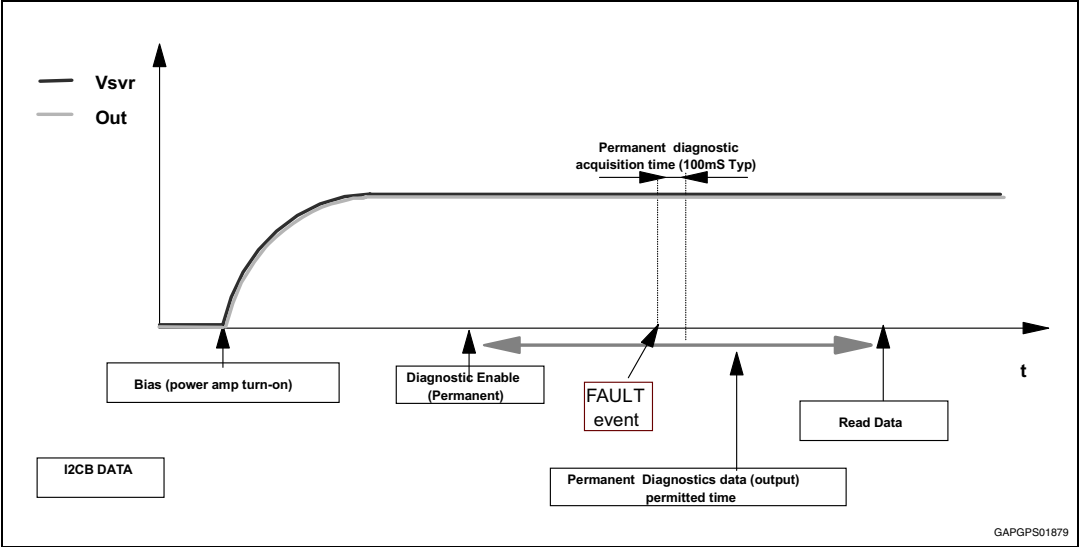 Vsvr
Out
Permanent diagnostic
acquisition time (100mS Typ)
Bias (power amp turn-on)
Diagnostic Enable
(Permanent)
FAULT
event
Read Data
t
I2CB DATA
Permanent Diagnostics data (output)
permitted time
GAPGPS01879